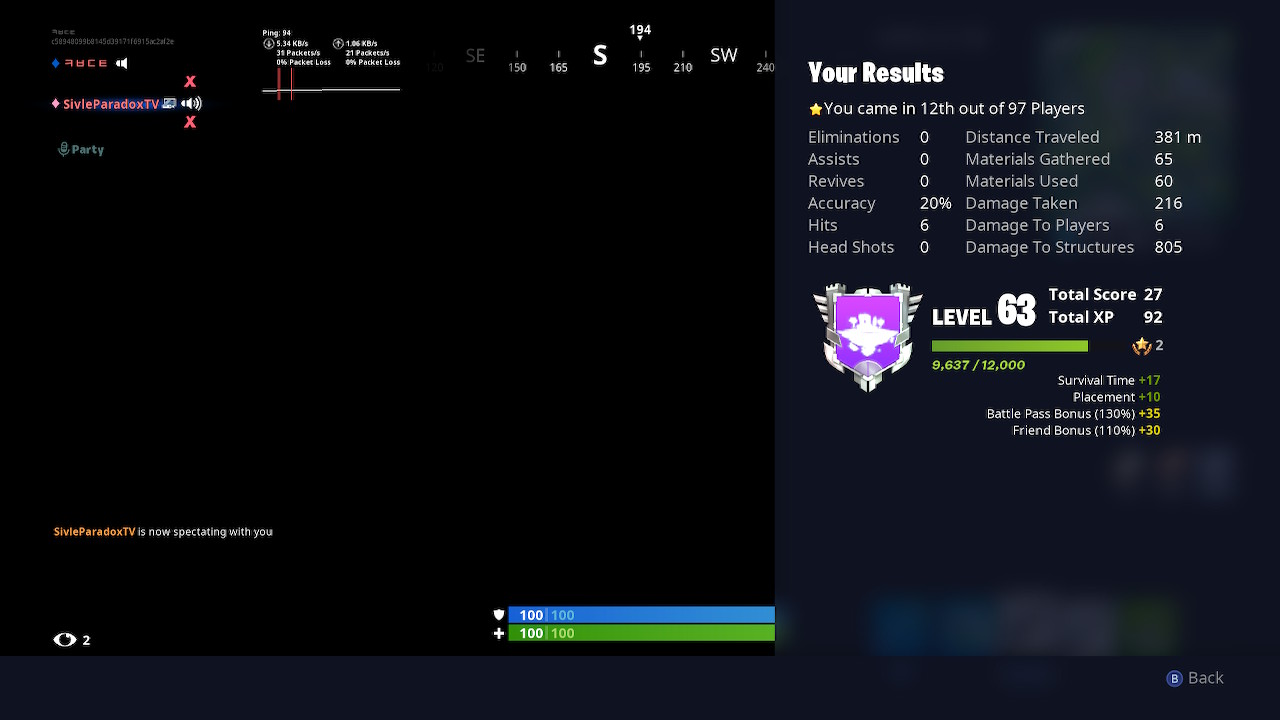 c58948099b8145d39171f6915ac2af2e
X
SivleParadoxTV
X
Party
Ping: 94
5.34 KB/s 1.06 KB/s
31 Packets/s 21 Packets/s
0% Packet Loss 0% Packet Loss
194
SE S SW
120 150 165 195 210 240
Your Results
You came in 12th out of 97 Players
Eliminations 0 Distance Traveled 381 m
Assists 0 Materials Gathered 65
Revives 0 Materials Used 60
Accuracy 20% Damage Taken 216
Hits 6 Damage To Players 6
Head Shots 0 Damage To Structures 805
LEVEL 63
Total Score 27
Total XP 92
2
9,637 / 12,000
Survival Time +17
Placement +10
Battle Pass Bonus (130%) +35
Friend Bonus (110%) +30
SivleParadoxTV is now spectating with you
100 100
100 100
2
B Back